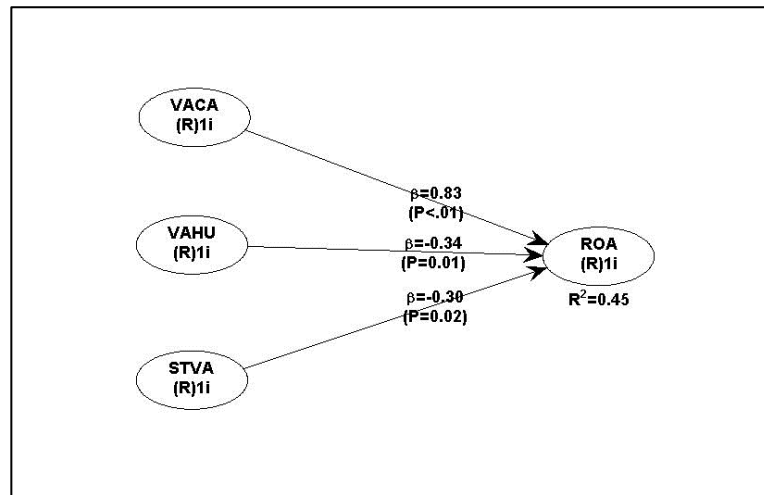 VACA
(R)1i
β=0.83
(P<.01)
VAHU
(R)1i
β=-0.34
(P=0.01)
ROA
(R)1i
R²=0.45
β=-0.30
(P=0.02)
STVA
(R)1i